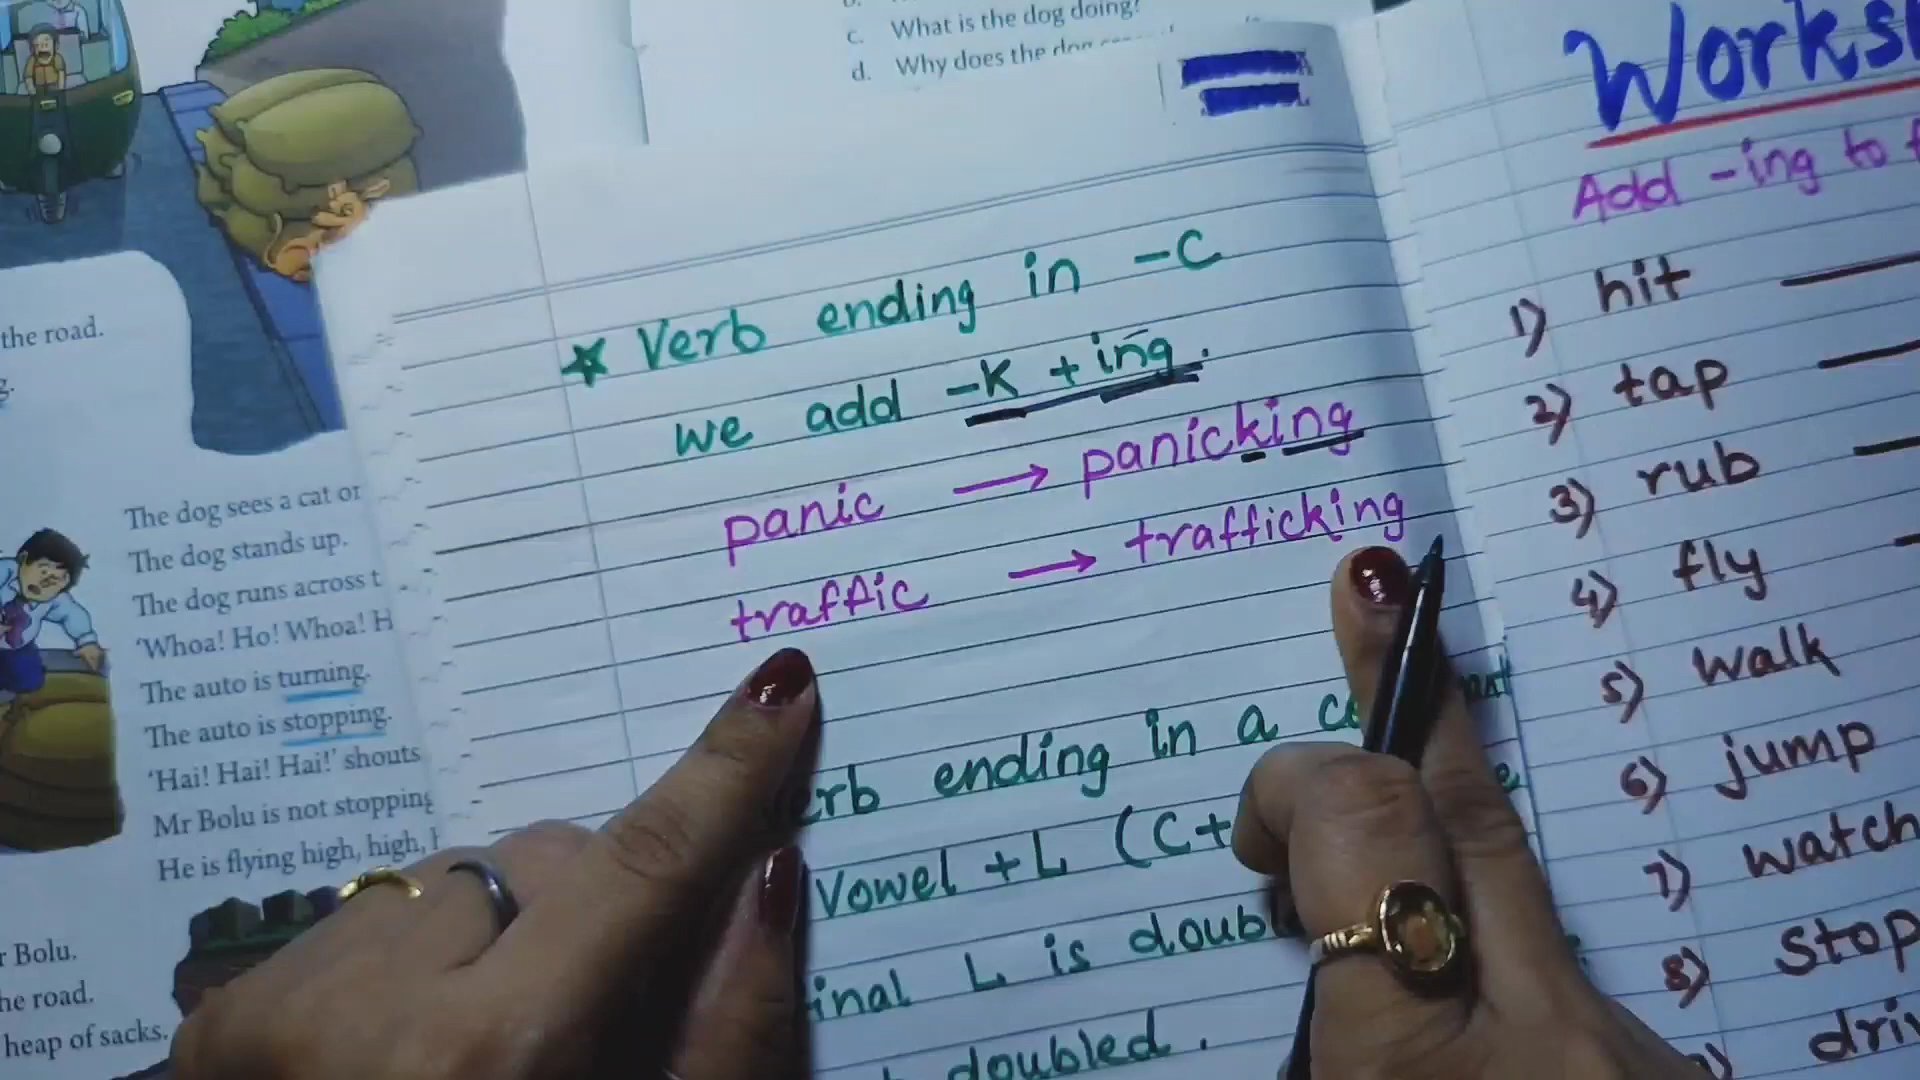 c. What is the dog doing?
d. Why does the dog
the road.
The dog sees a cat or
The dog stands up.
The dog runs across t
'Whoa! Ho! Whoa! H
The auto is turning.
The auto is stopping.
'Hai! Hai! Hai!' shouts
Mr Bolu is not stopping
He is flying high, high, h
r Bolu.
he road.
heap of sacks.
★ Verb ending in -C
we add -K + ing.
panic → panicking
traffic → trafficking
erb ending in a
Vowel + L (C+
inal L is doubl
doubled.
Works
Add -ing to
1) hit
2) tap
3) rub
4) fly
5) walk
6) jump
7) watch
8) stop
driv